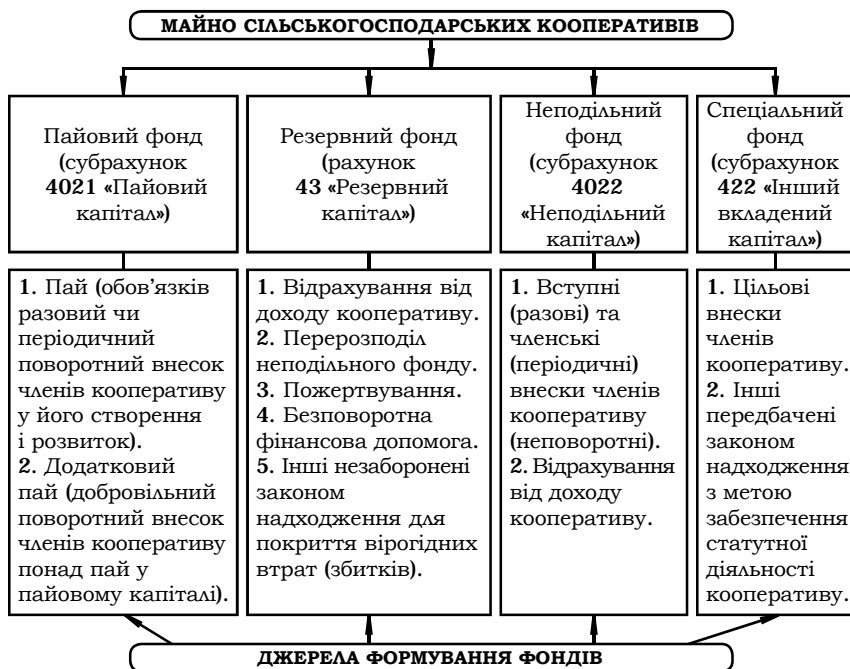 МАЙНО СІЛЬСЬКОГОСПОДАРСЬКИХ КООПЕРАТИВІВ
Пайовий фонд
(субрахунок
4021 «Пайовий
капітал»)
Резервний фонд
(рахунок
43 «Резервний
капітал»)
Неподільний
фонд
(субрахунок
4022
«Неподільний
капітал»)
Спеціальний
фонд
(субрахунок
422 «Інший
вкладений
капітал»)
1. Пай (обов’язків
разовий чи
періодичний
поворотний внесок
членів кооперативу
у його створення
і розвиток).
2. Додатковий
пай (добровільний
поворотний внесок
членів кооперативу
понад пай у
пайовому капіталі).
1. Відрахування від
доходу кооперативу.
2. Перерозподіл
неподільного фонду.
3. Пожертвування.
4. Безповоротна
фінансова допомога.
5. Інші незаборонені
законом
надходження для
покриття вірогідних
втрат (збитків).
1. Вступні
(разові) та
членські
(періодичні)
внески членів
кооперативу
(неповоротні).
2. Відрахування
від доходу
кооперативу.
1. Цільові
внески
членів
кооперативу.
2. Інші
передбачені
законом
надходження
з метою
забезпечення
статутної
діяльності
кооперативу.
ДЖЕРЕЛА ФОРМУВАННЯ ФОНДІВ